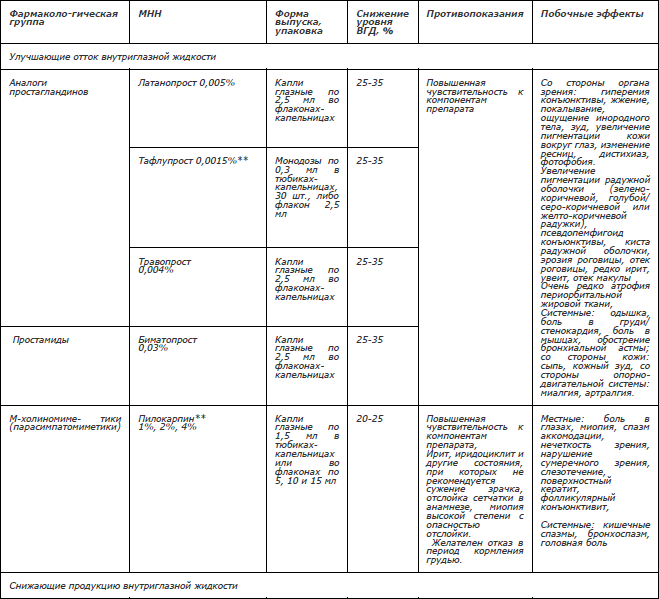 Фармаколо-гическая
группа
МНН
Форма
выпуска,
упаковка
Снижение
уровня
ВГД, %
Противопоказания
Побочные эффекты
Улучшающие отток внутриглазной жидкости
Аналоги
простагландинов
Латанопрост 0,005%
Капли
глазные по
2,5 мл во
флаконах-
капельницах
25-35
Повышенная
чувствительность к
компонентам
препарата
Со стороны органа
зрения: гиперемия
конъюнктивы, жжение,
покалывание,
ощущение инородного
тела, зуд, увеличение
пигментации кожи
вокруг глаз, изменение
ресниц, дистихиаз,
фотофобия.
Увеличение
пигментации радужной
оболочки (зелено-
коричневой, голубой/
серо-коричневой или
желто-коричневой
радужки),
псевдопемфигоид
конъюнктивы, киста
радужной оболочки,
эрозия роговицы, отек
роговицы, редко ирит,
увеит, отек макулы
Очень редко атрофия
периорбитальной
жировой ткани,
Системные: одышка,
боль в груди/
стенокардия, боль в
мышцах, обострение
бронхиальной астмы;
со стороны кожи:
сыпь, кожный зуд, со
стороны опорно-
двигательной системы:
миалгия, артралгия.
Тафлупрост 0,0015%**
Монодозы по
0,3 мл в
тюбиках-
капельницах,
30 шт., либо
флакон 2,5
мл
25-35
Травопрост
0,004%
Капли
глазные по
2,5 мл во
флаконах-
капельницах
25-35
Простамиды
Биматопрост
0,03%
Капли
глазные по
2,5 мл во
флаконах-
капельницах
25-35
М-холиномиме- тики
(парасимпатомиметики)
Пилокарпин**
1%, 2%, 4%
Капли
глазные по
1,5 мл в
тюбиках-
капельницах
или во
флаконах по
5, 10 и 15 мл
20-25
Повышенная
чувствительность к
компонентам
препарата,
Ирит, иридоциклит и
другие состояния,
при которых не
рекомендуется
сужение зрачка,
отслойка сетчатки в
анамнезе, миопия
высокой степени с
опасностью
отслойки.
Желателен отказ в
период кормления
грудью.
Местные: боль в
глазах, миопия, спазм
аккомодации,
нечеткость зрения,
нарушение
сумеречного зрения,
слезотечение,
поверхностный
кератит,
фолликулярный
конъюнктивит,
Системные: кишечные
спазмы, бронхоспазм,
головная боль
Снижающие продукцию внутриглазной жидкости